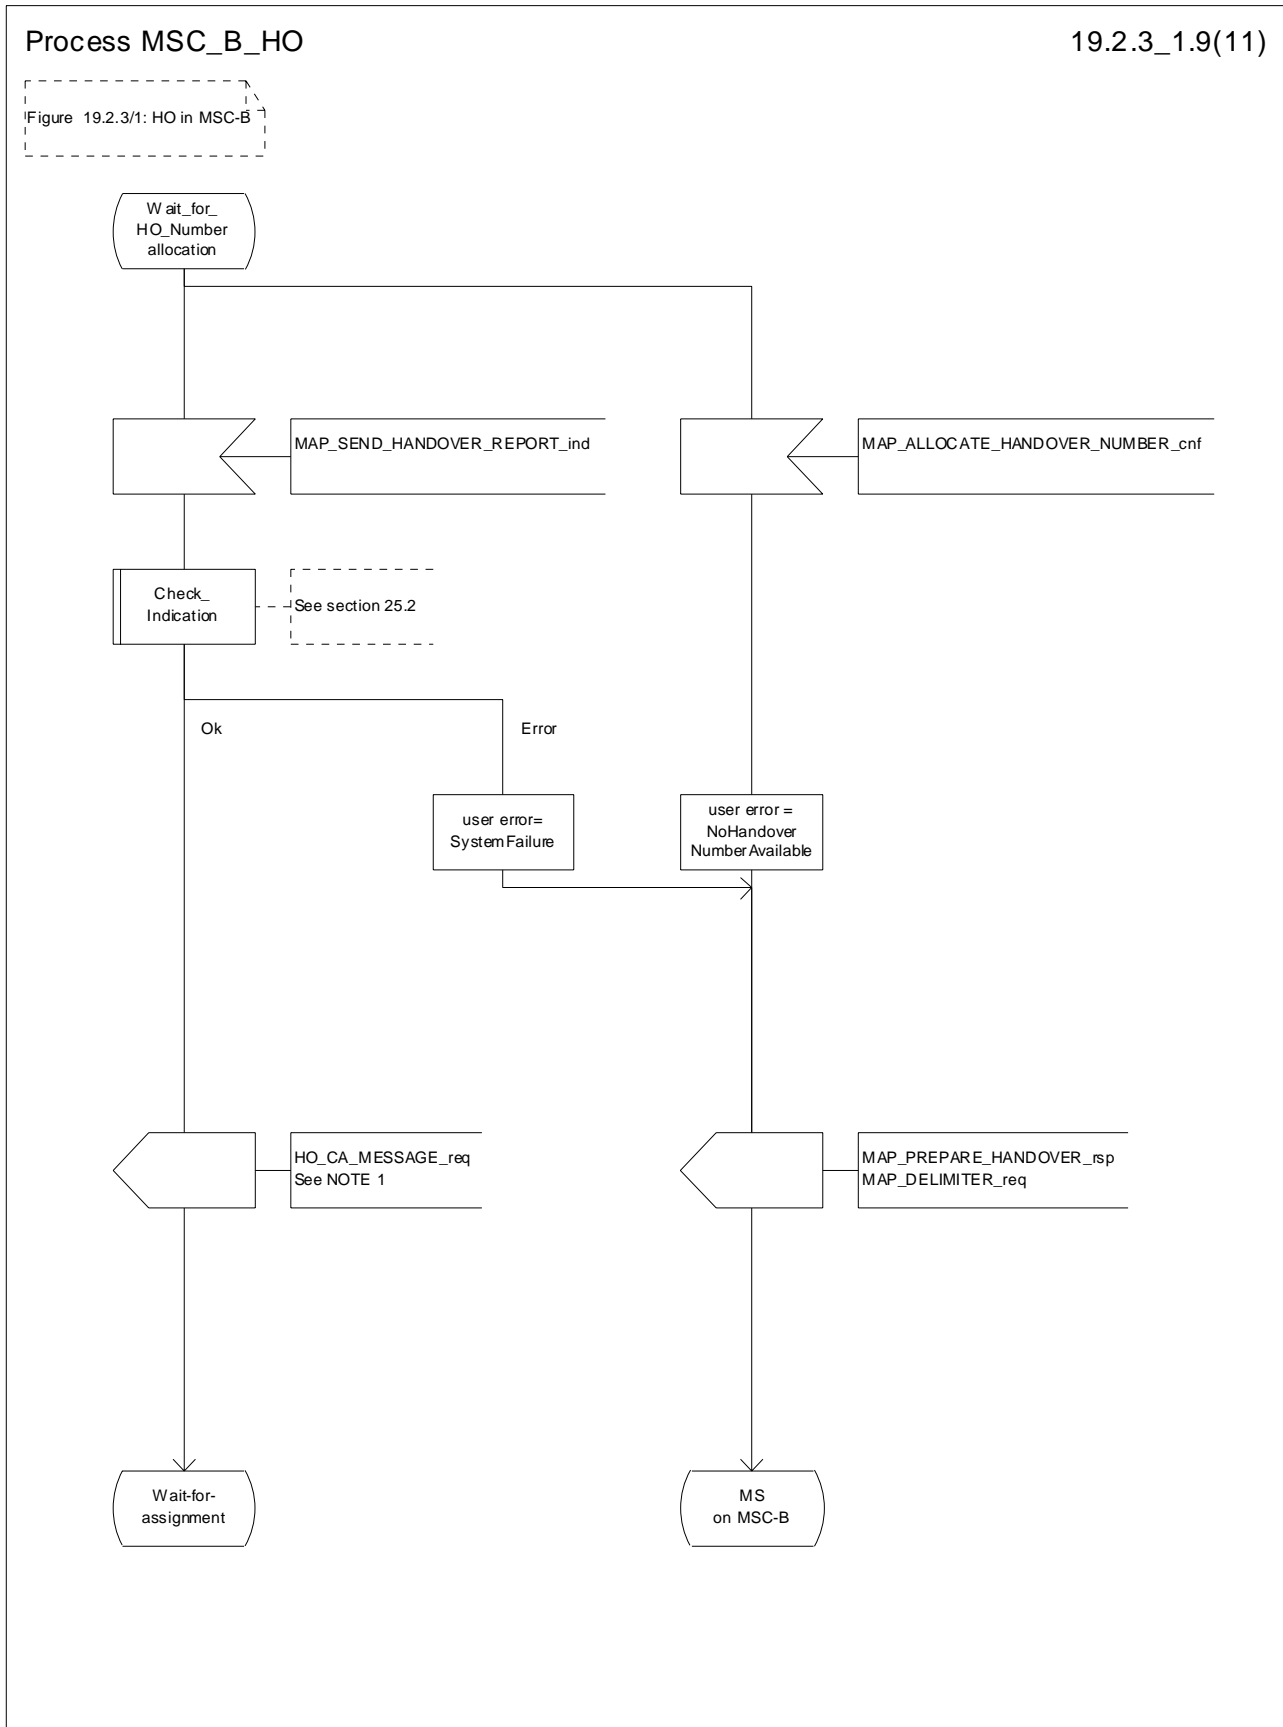 Process MSC_B_HO
19.2.3_1.9(11)
Figure 19.2.3/1: HO in MSC-B
Wait_for_
HO_Number
allocation
MAP_SEND_HANDOVER_REPORT_ind
MAP_ALLOCATE_HANDOVER_NUMBER_cnf
Check_
Indication
See section 25.2
Ok
Error
user error=
SystemFailure
user error =
NoHandover
NumberAvailable
HO_CA_MESSAGE_req
See NOTE 1
MAP_PREPARE_HANDOVER_rsp
MAP_DELIMITER_req
Wait-for-
assignment
MS
on MSC-B